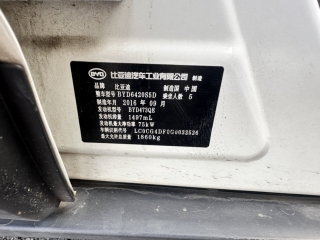 BYD 比亚迪汽车工业有限公司 制造
品牌 比亚迪 制造国 中国
整车型号 BYD6420S5D 乘坐人数 5
制造年月 2016 年 09 月
发动机型号 BYD473QE
发动机最大净功率 75kW
发动机排量 1497mL
车辆识别代号 LC0CG4DF0G0032526
最大允许总质量 1860kg